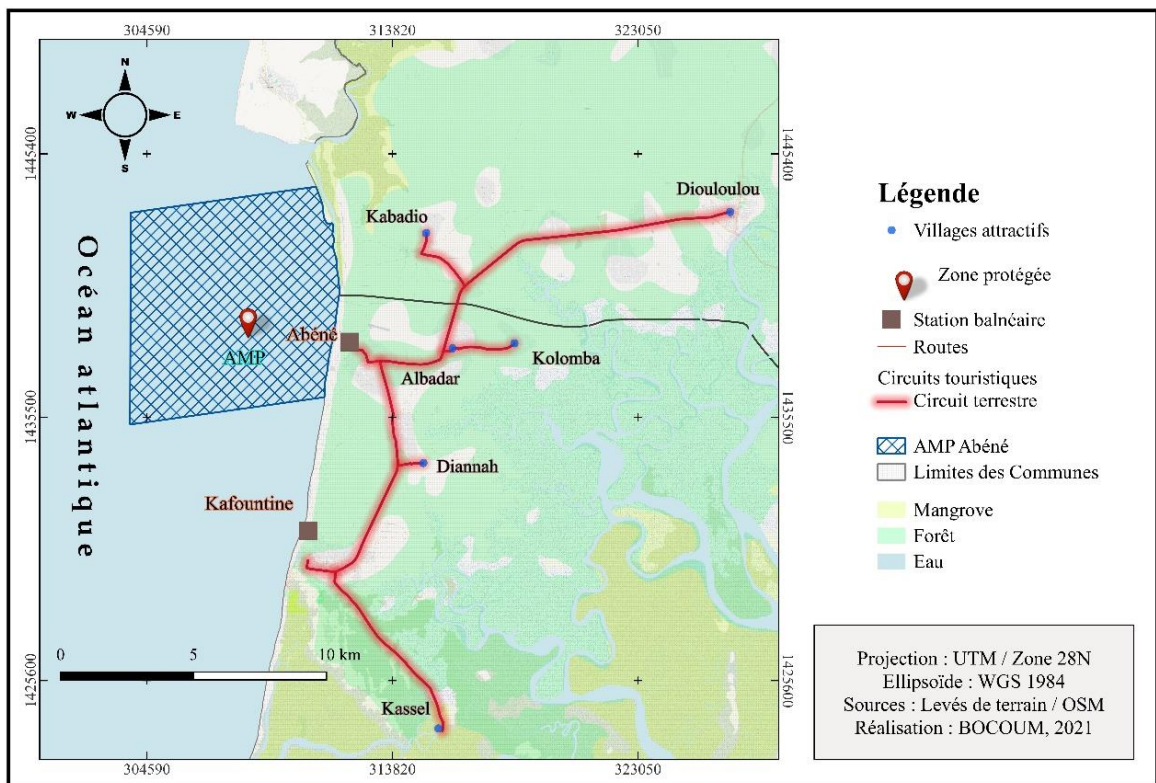 304590
313820
323050
N
W
E
S
1445400
1445400
Diouloulou
Kabadio
Océan atlantique
Abéné
AMP
Kolomba
Albadar
1435500
1435500
Diannah
Kafountine
0
5
10 km
1425600
1425600
Kassel
304590
313820
323050
Légende
Villages attractifs
Zone protégée
Station balnéaire
Routes
Circuits touristiques
Circuit terrestre
AMP Abéné
Limites des Communes
Mangrove
Forêt
Eau
Projection : UTM / Zone 28N
Ellipsoïde : WGS 1984
Sources : Levés de terrain / OSM
Réalisation : BOCOUM, 2021